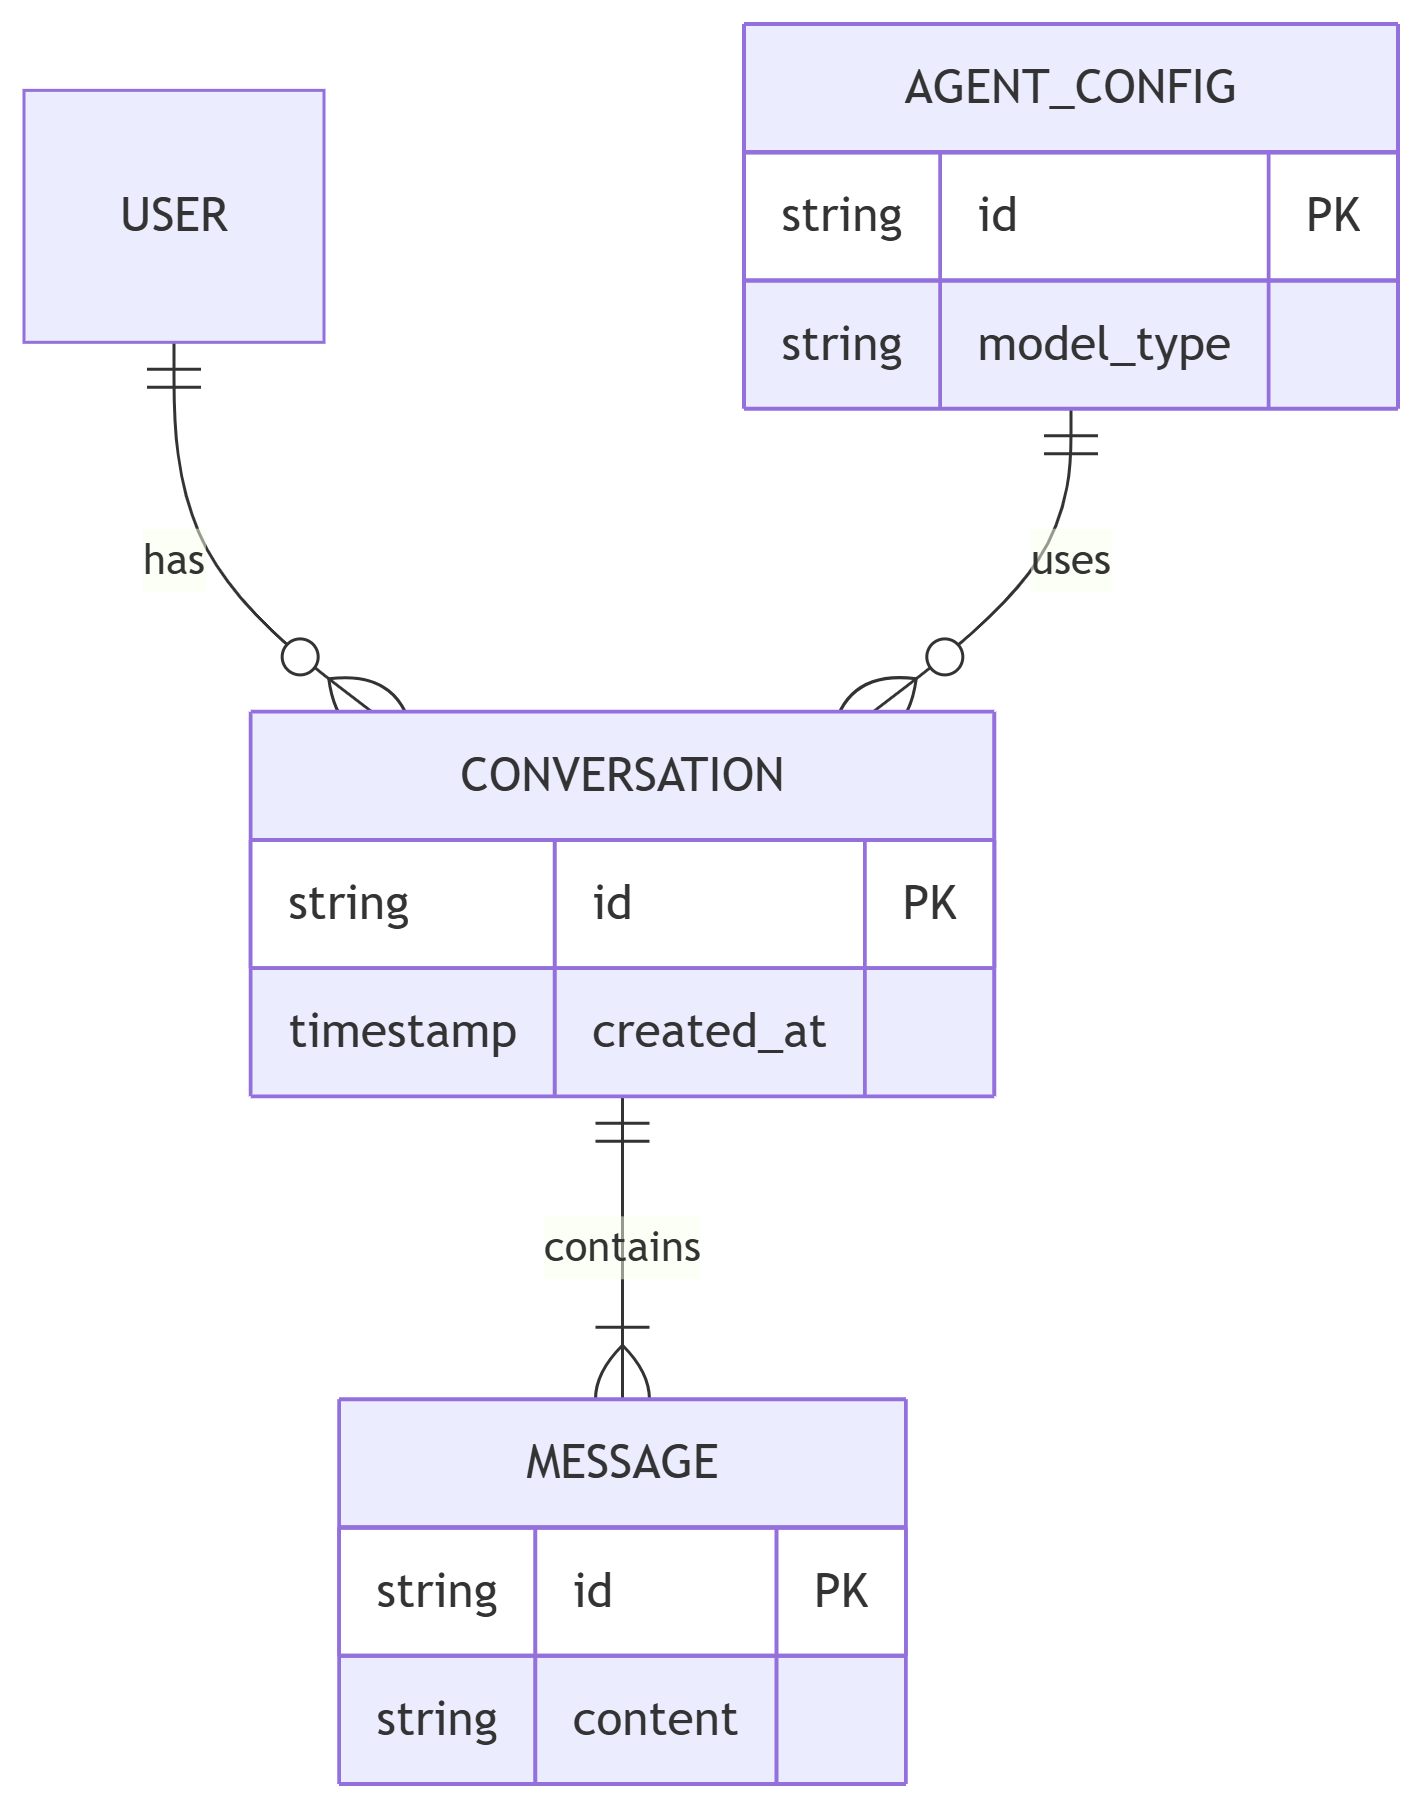 AGENT_CONFIG
USER
string id PK
string model_type
has
uses
CONVERSATION
string id PK
timestamp created_at
contains
MESSAGE
string id PK
string content